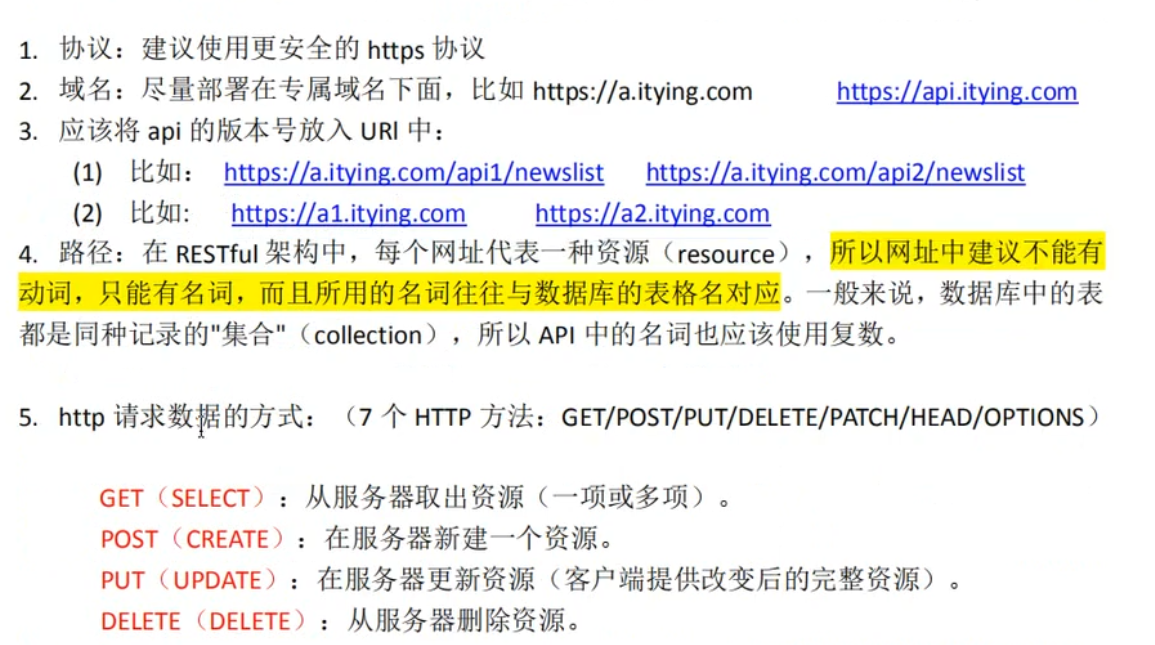 1. 协议：建议使用更安全的 https 协议
2. 域名：尽量部署在专属域名下面，比如 https://a.itying.com https://api.itying.com
3. 应该将 api 的版本号放入 URl 中：
(1) 比如： https://a.itying.com/api1/newslist https://a.itying.com/api2/newslist
(2) 比如: https://a1.itying.com https://a2.itying.com
4. 路径：在 RESTful 架构中，每个网址代表一种资源（resource），所以网址中建议不能有
动词，只能有名词，而且所用的名词往往与数据库的表格名对应。一般来说，数据库中的表
都是同种记录的"集合"（collection），所以 API 中的名词也应该使用复数。
5. http 请求数据的方式：（7 个 HTTP 方法：GET/POST/PUT/DELETE/PATCH/HEAD/OPTIONS）
GET（SELECT）：从服务器取出资源（一项或多项）。
POST（CREATE）：在服务器新建一个资源。
PUT（UPDATE）：在服务器更新资源（客户端提供改变后的完整资源）。
DELETE（DELETE）：从服务器删除资源。